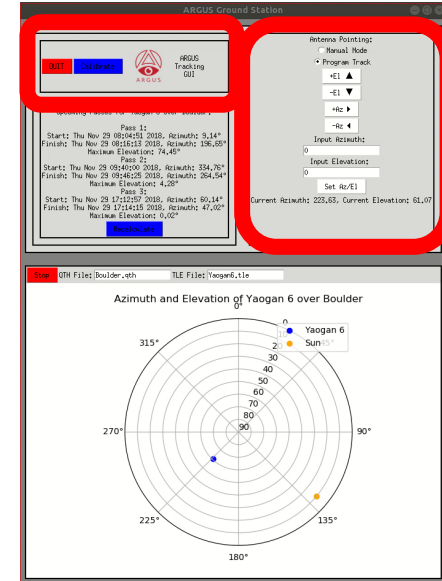 ARGUS Ground Station
QUIT
Calibrate
ARGUS
ARGUS
Tracking
GUI
Antenna Pointing:
Manual Mode
Program Track
+El ▲
-El ▼
+Az ▶
-Az ◀
Input Azimuth:
0
Input Elevation:
0
Set Az/El
Current Azimuth: 223,63, Current Elevation: 61,07
Upcoming Passes for Yaogan 6 over Boulder:
Pass 1:
Start: Thu Nov 29 08:04:51 2018, Azimuth: 9,14°
Finish: Thu Nov 29 08:16:13 2018, Azimuth: 196,65°
Maximum Elevation: 74,45°
Pass 2:
Start: Thu Nov 29 09:40:00 2018, Azimuth: 334,76°
Finish: Thu Nov 29 09:46:25 2018, Azimuth: 264,54°
Maximum Elevation: 4,28°
Pass 3:
Start: Thu Nov 29 17:12:57 2018, Azimuth: 60,14°
Finish: Thu Nov 29 17:14:15 2018, Azimuth: 47,02°
Maximum Elevation: 0,02°
Recalculate
Stop QTH File: Boulder.qth TLE File: Yaogan6.tle
Azimuth and Elevation of Yaogan 6 over Boulder
0°
Yaogan 6
Sun
45°
90°
135°
180°
225°
270°
315°
0
10
20
30
40
50
60
70
80
90